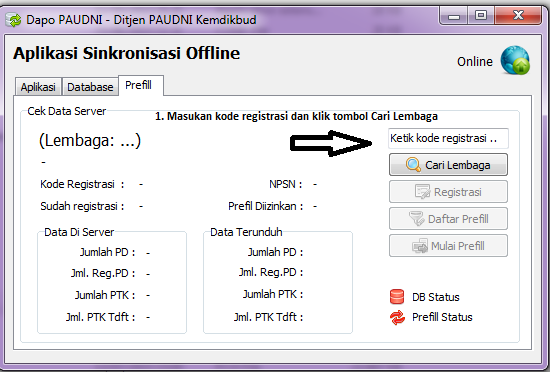 Dapo PAUDNI - Ditjen PAUDNI Kemdikbud
Aplikasi Sinkronisasi Offline
Online
Aplikasi Database Prefill
Cek Data Server
1. Masukan kode registrasi dan klik tombol Cari Lembaga
(Lembaga: ...)
Ketik kode registrasi ..
-
Cari Lembaga
Kode Registrasi : - NPSN : -
Registrasi
Sudah registrasi : - Prefil Diizinkan : -
Daftar Prefill
Data Di Server Data Terunduh
Mulai Prefill
Jumlah PD : - Jumlah PD :
Jml. Reg.PD : - Jml. Reg.PD :
Jumlah PTK : - Jumlah PTK :
DB Status
Jml. PTK Tdft : - Jml. PTK Tdft :
Prefill Status